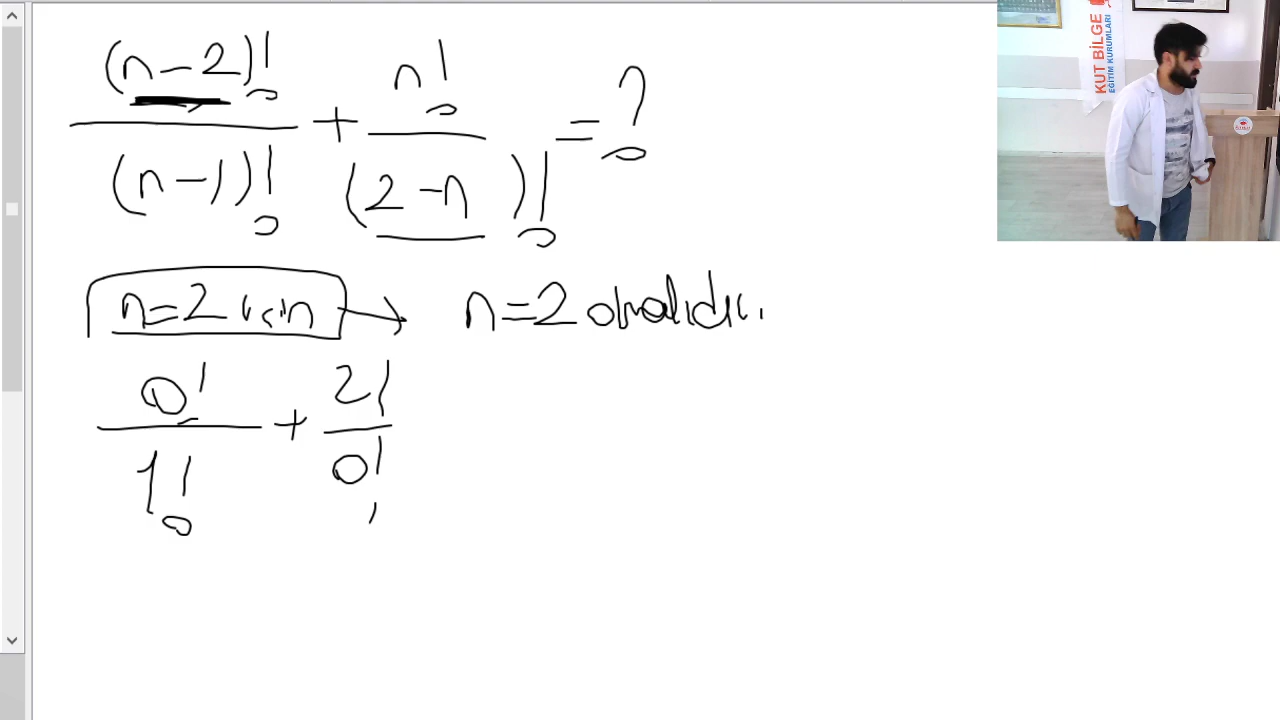 (n-2)! / (n-1)! + n! / (2-n)! = ?
n=2 için → n=2 olmalıdır.
0! / 1! + 2! / 0!
KUT BİLGE
EĞİTİM KURUMLARI